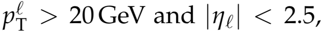 p_T^ℓ > 20 GeV and |η_ℓ| < 2.5,